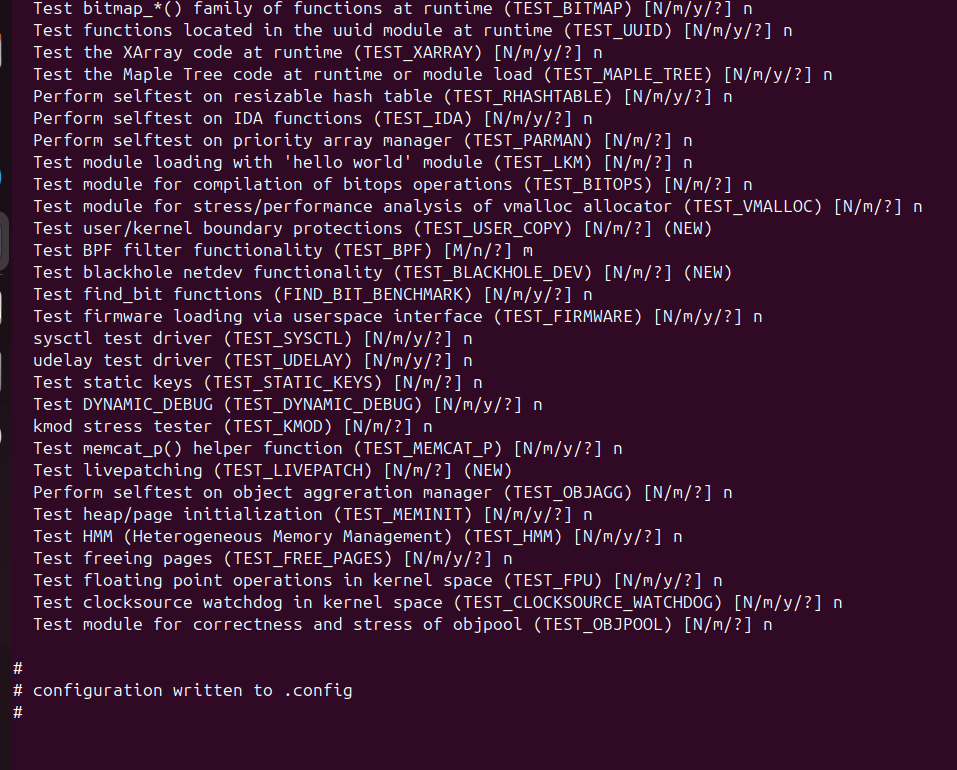 Test bitmap_*() family of functions at runtime (TEST_BITMAP) [N/m/y/?] n
Test functions located in the uuid module at runtime (TEST_UUID) [N/m/y/?] n
Test the XArray code at runtime (TEST_XARRAY) [N/m/y/?] n
Test the Maple Tree code at runtime or module load (TEST_MAPLE_TREE) [N/m/y/?] n
Perform selftest on resizable hash table (TEST_RHASHTABLE) [N/m/y/?] n
Perform selftest on IDA functions (TEST_IDA) [N/m/y/?] n
Perform selftest on priority array manager (TEST_PARMAN) [N/m/?] n
Test module loading with 'hello world' module (TEST_LKM) [N/m/?] n
Test module for compilation of bitops operations (TEST_BITOPS) [N/m/?] n
Test module for stress/performance analysis of vmalloc allocator (TEST_VMALLOC) [N/m/?] n
Test user/kernel boundary protections (TEST_USER_COPY) [N/m/?] (NEW)
Test BPF filter functionality (TEST_BPF) [M/n/?] m
Test blackhole netdev functionality (TEST_BLACKHOLE_DEV) [N/m/?] (NEW)
Test find_bit functions (FIND_BIT_BENCHMARK) [N/m/y/?] n
Test firmware loading via userspace interface (TEST_FIRMWARE) [N/m/y/?] n
sysctl test driver (TEST_SYSCTL) [N/m/y/?] n
udelay test driver (TEST_UDELAY) [N/m/y/?] n
Test static keys (TEST_STATIC_KEYS) [N/m/?] n
Test DYNAMIC_DEBUG (TEST_DYNAMIC_DEBUG) [N/m/y/?] n
kmod stress tester (TEST_KMOD) [N/m/?] n
Test memcat_p() helper function (TEST_MEMCAT_P) [N/m/y/?] n
Test livepatching (TEST_LIVEPATCH) [N/m/?] (NEW)
Perform selftest on object aggreration manager (TEST_OBJAGG) [N/m/?] n
Test heap/page initialization (TEST_MEMINIT) [N/m/y/?] n
Test HMM (Heterogeneous Memory Management) (TEST_HMM) [N/m/y/?] n
Test freeing pages (TEST_FREE_PAGES) [N/m/y/?] n
Test floating point operations in kernel space (TEST_FPU) [N/m/y/?] n
Test clocksource watchdog in kernel space (TEST_CLOCKSOURCE_WATCHDOG) [N/m/y/?] n
Test module for correctness and stress of objpool (TEST_OBJPOOL) [N/m/?] n
#
# configuration written to .config
#